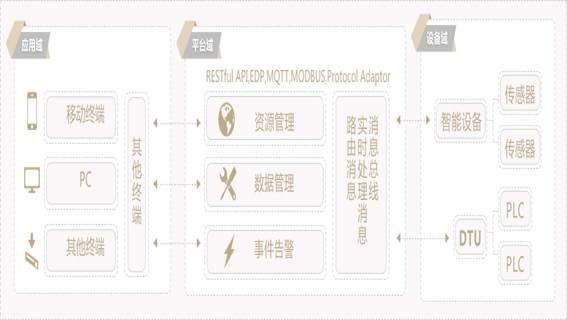 应用域
平台域
设备域
移动终端
PC
其他终端
其他终端
RESTful API,EDP,MQTT,MODBUS,Protocol Adaptor
资源管理
数据管理
事件告警
消息总线
实时处理消息
路由消息
智能设备
传感器
传感器
DTU
PLC
PLC